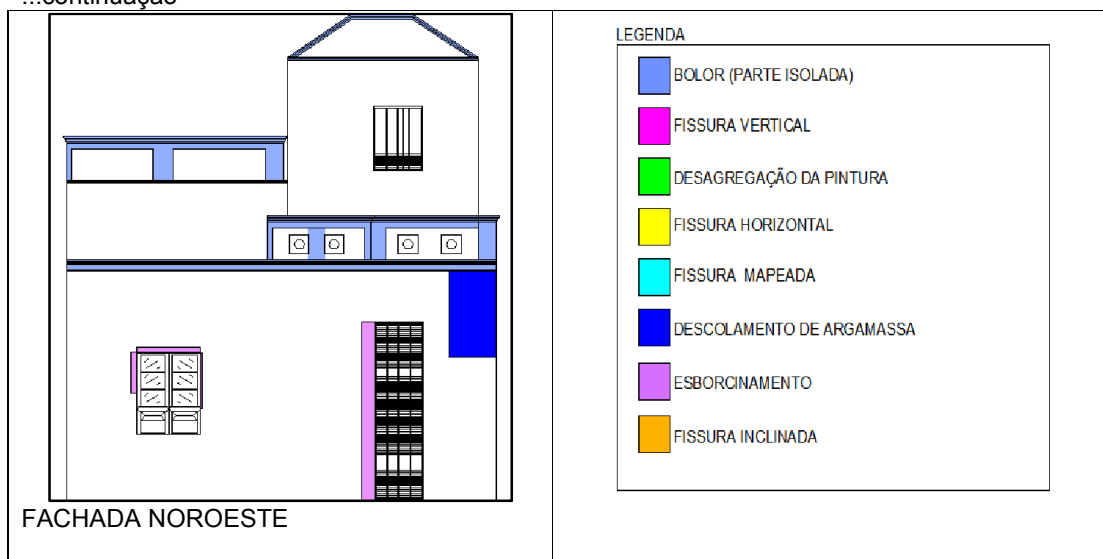 ...continuação
LEGENDA
BOLOR (PARTE ISOLADA)
FISSURA VERTICAL
DESAGREGAÇÃO DA PINTURA
FISSURA HORIZONTAL
FISSURA MAPEADA
DESCOLAMENTO DE ARGAMASSA
ESBORCINAMENTO
FISSURA INCLINADA
FACHADA NOROESTE